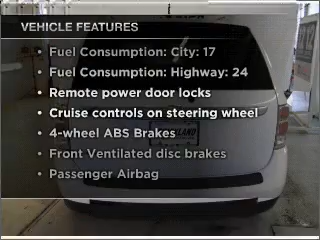 VEHICLE FEATURES
• Fuel Consumption: City: 17
• Fuel Consumption: Highway: 24
• Remote power door locks
• Cruise controls on steering wheel
• 4-wheel ABS Brakes
• Front Ventilated disc brakes
• Passenger Airbag